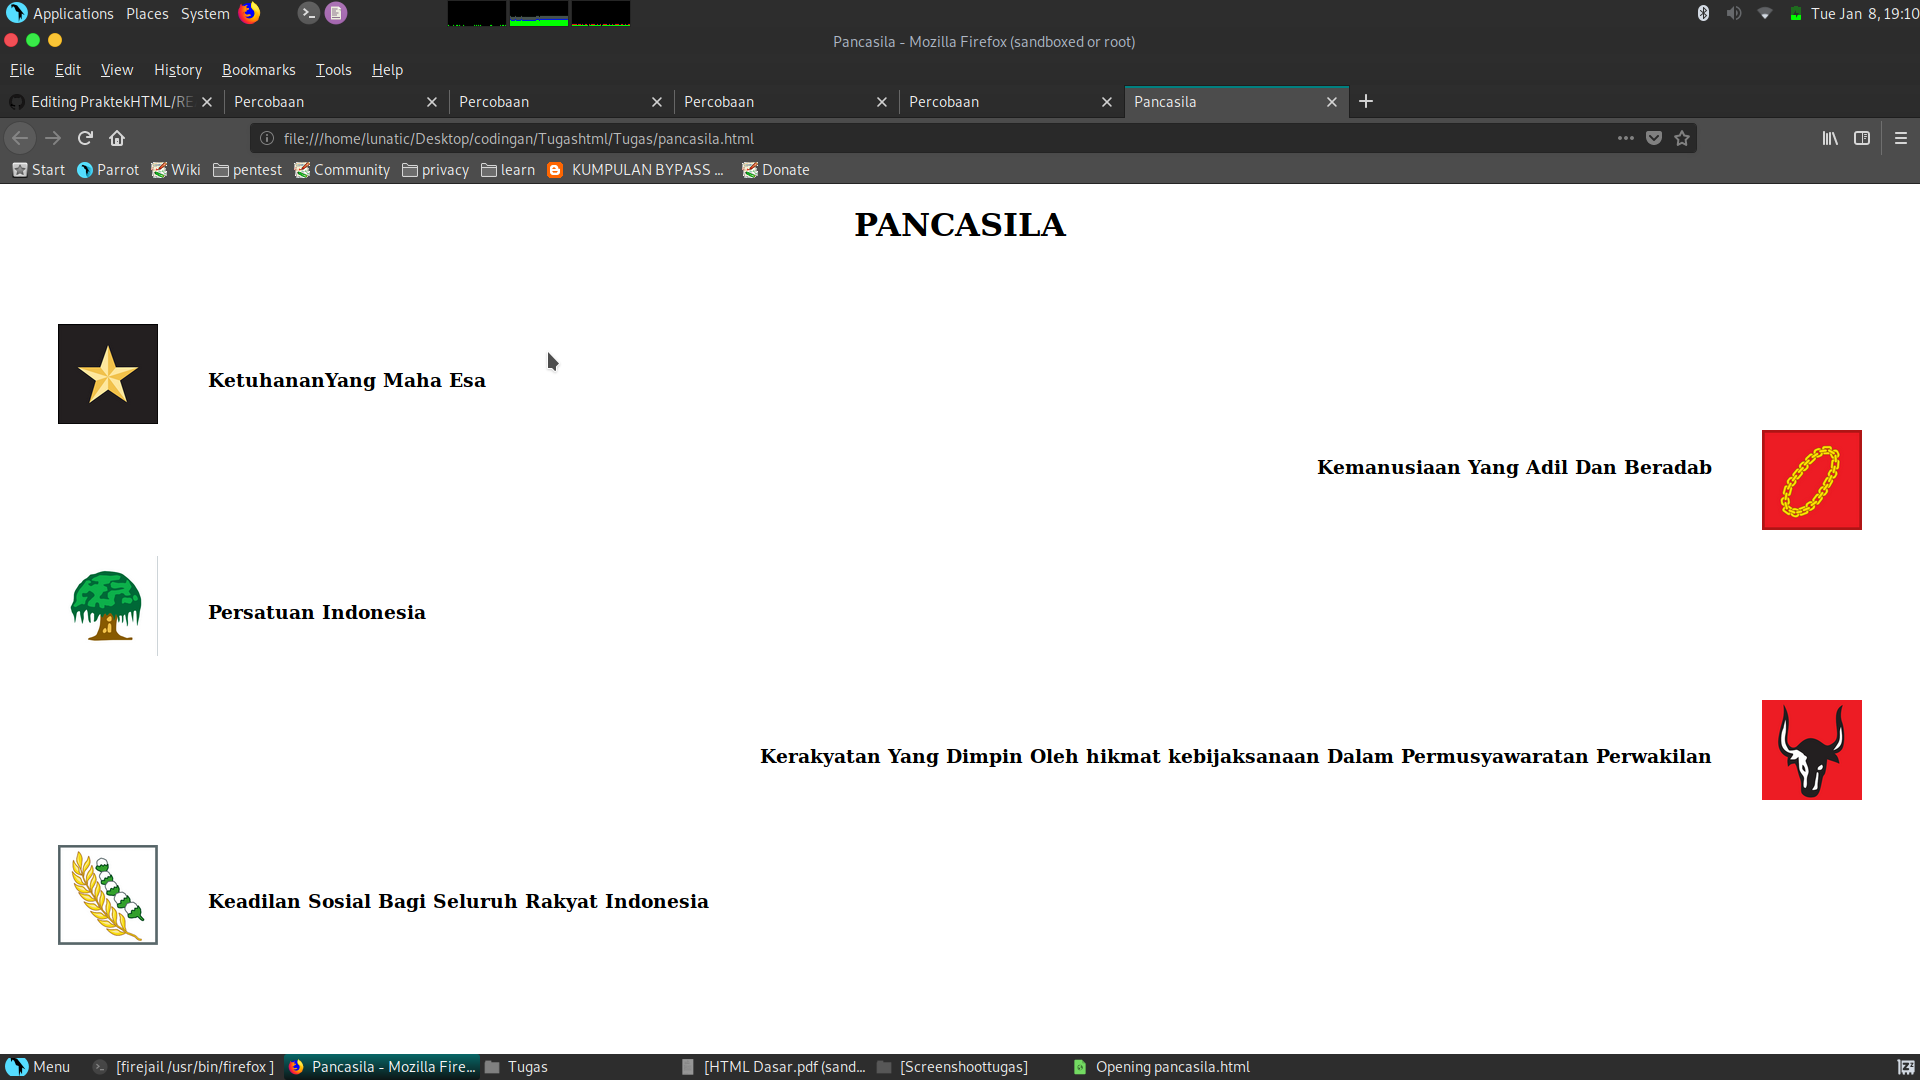 Applications Places System Tue Jan 8, 19:10
Pancasila - Mozilla Firefox (sandboxed or root)
File Edit View History Bookmarks Tools Help
Editing PraktekHTML/RE Percobaan Percobaan Percobaan Percobaan Pancasila
file:///home/lunatic/Desktop/codingan/Tugashtml/Tugas/pancasila.html
Start Parrot Wiki pentest Community privacy learn KUMPULAN BYPASS ... Donate
PANCASILA
KetuhananYang Maha Esa
Kemanusiaan Yang Adil Dan Beradab
Persatuan Indonesia
Kerakyatan Yang Dimpin Oleh hikmat kebijaksanaan Dalam Permusyawaratan Perwakilan
Keadilan Sosial Bagi Seluruh Rakyat Indonesia
Menu [firejail /usr/bin/firefox ] Pancasila - Mozilla Fire... Tugas [HTML Dasar.pdf (sand... [Screenshoottugas] Opening pancasila.html